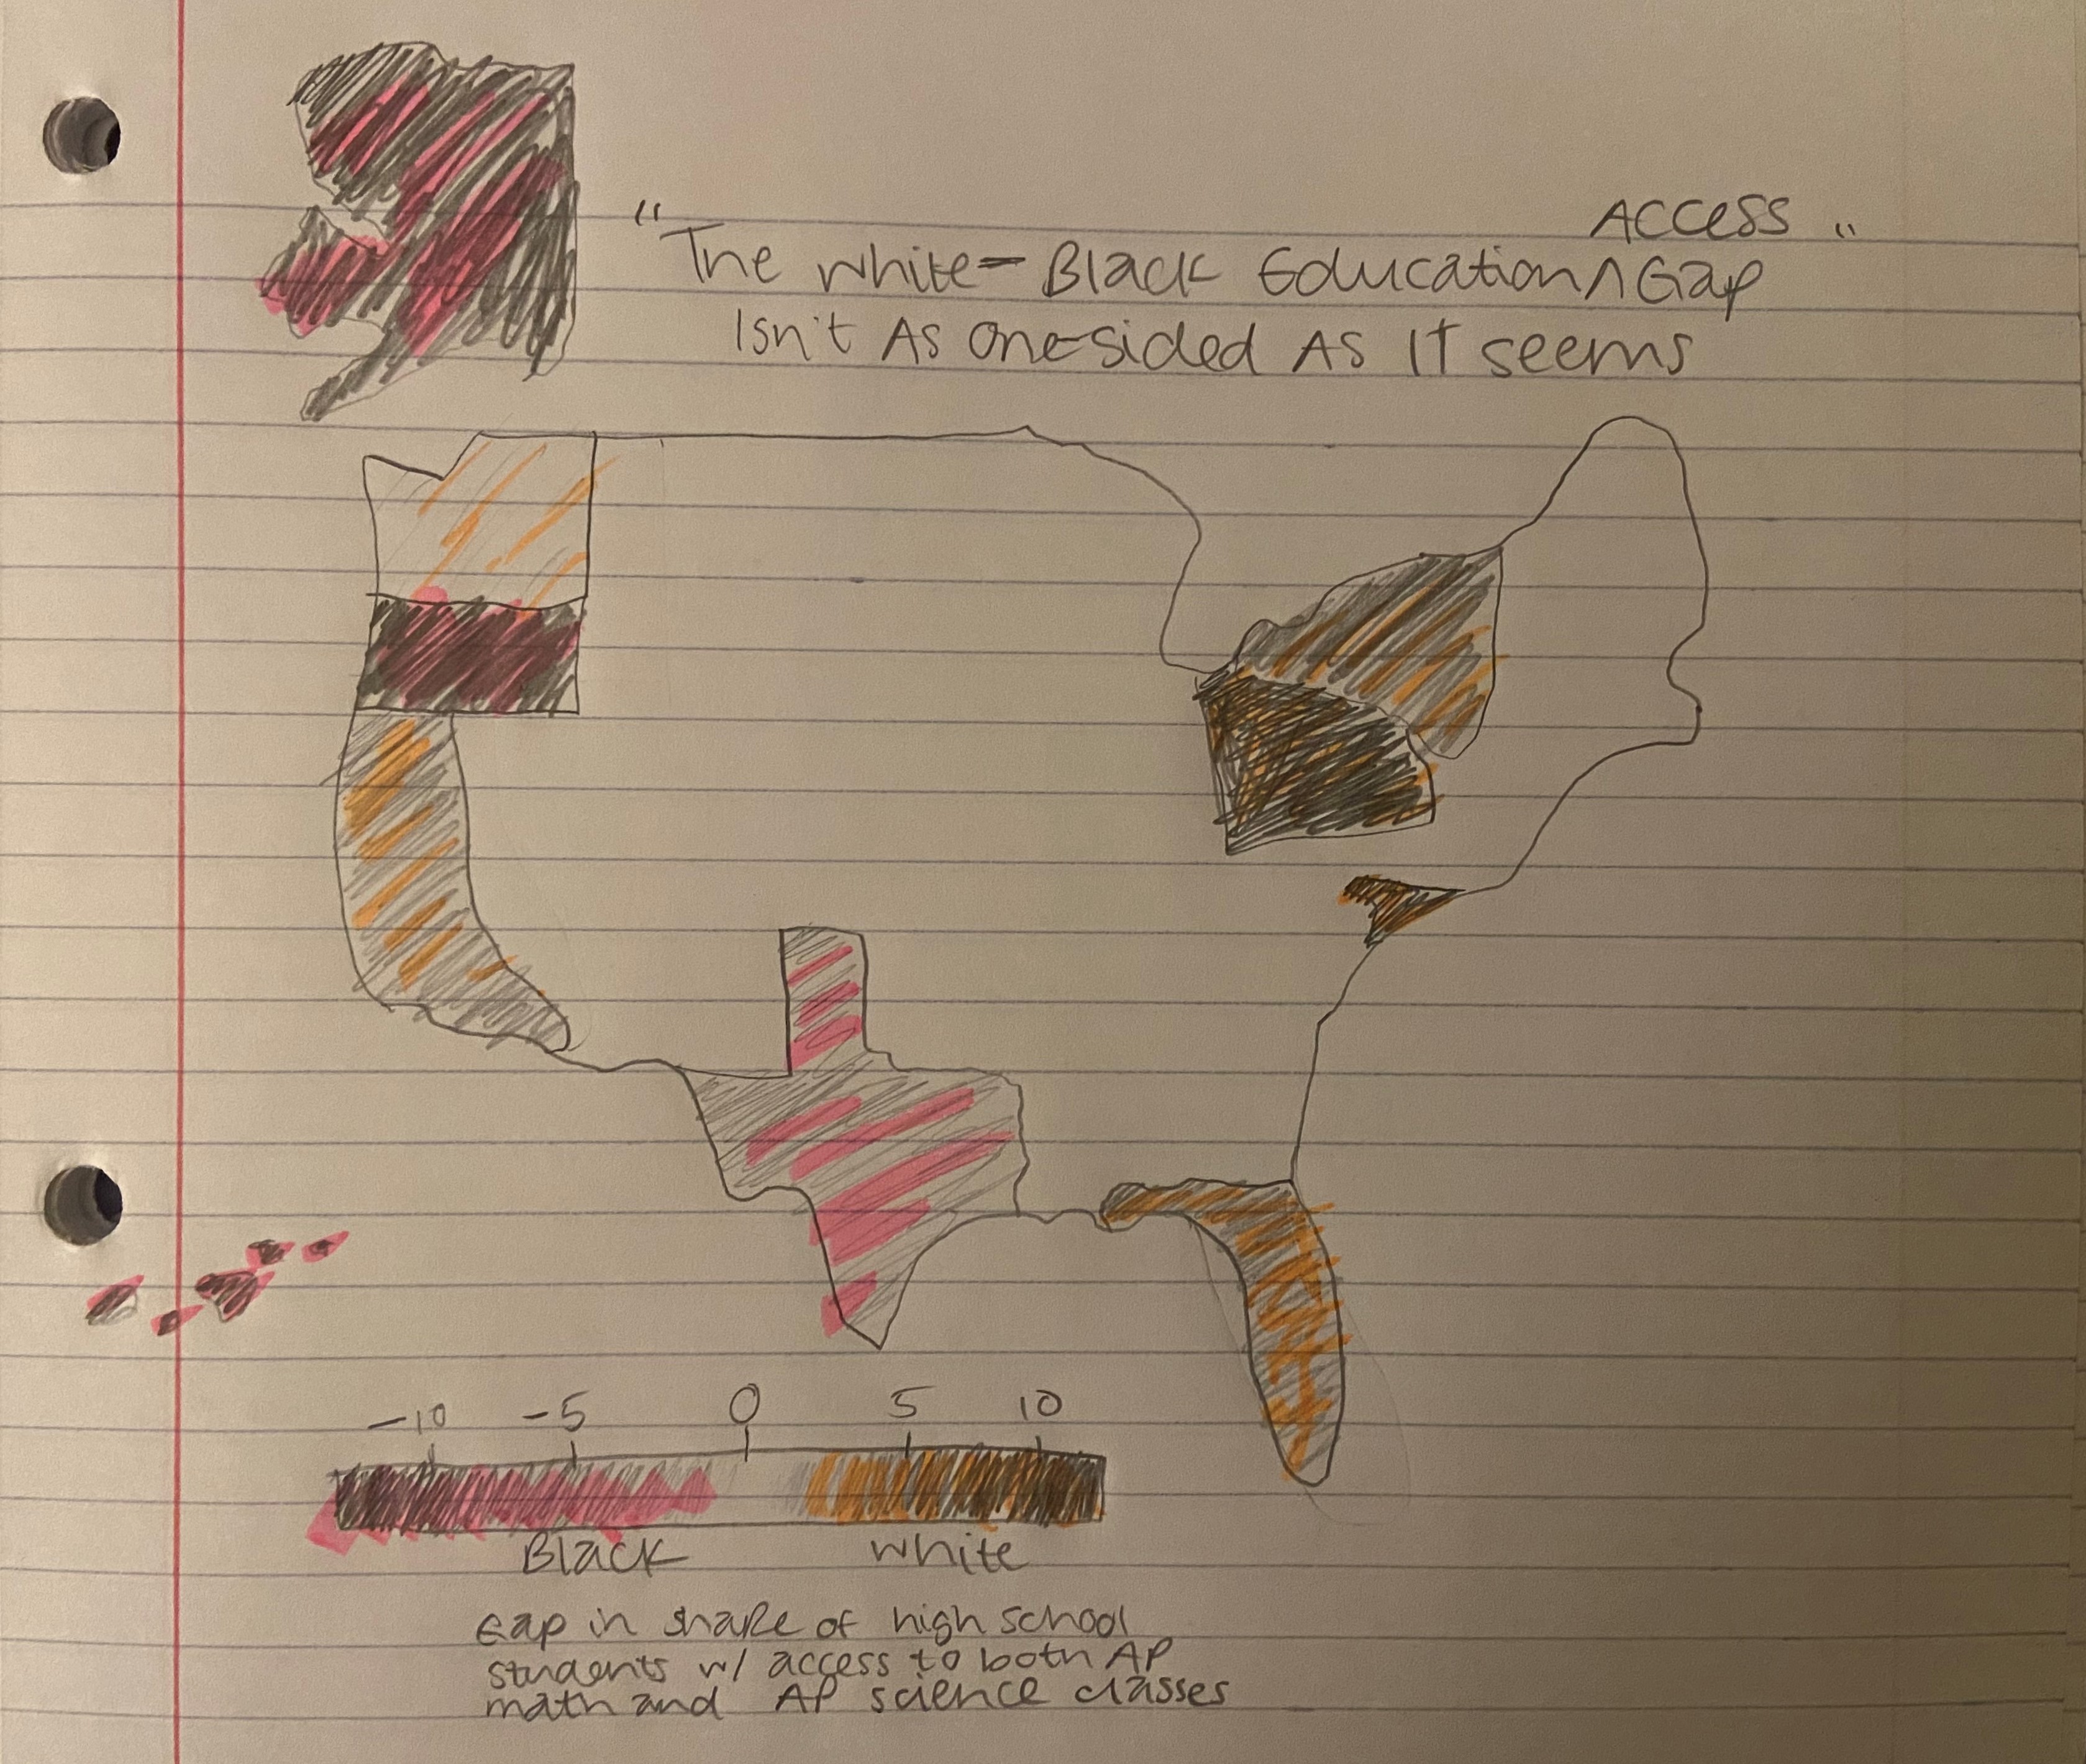 ACCESS
"The White-Black Education ^ Gap"
Isn't As One-sided As It seems
-10 -5 0 5 10
Black White
Gap in share of high school
students w/ access to both AP
math and AP science classes